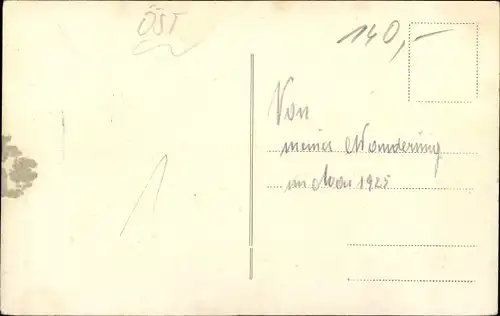 ÖST
140,-
Von
meiner Wanderung
im Mai 1925